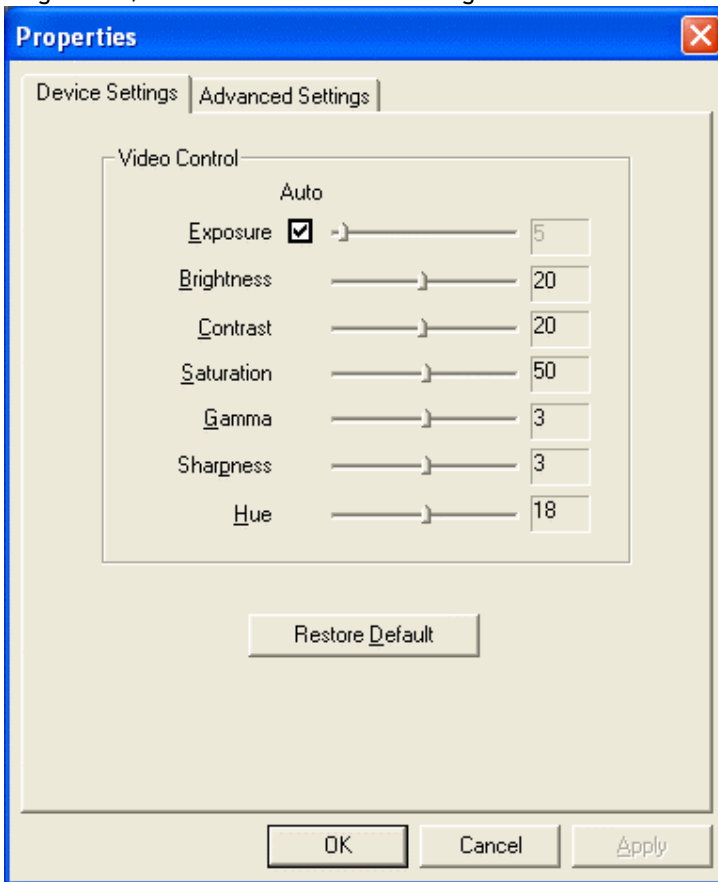 Properties
Device Settings Advanced Settings
Video Control
Auto
Exposure 5
Brightness 20
Contrast 20
Saturation 50
Gamma 3
Sharpness 3
Hue 18
Restore Default
OK Cancel Apply